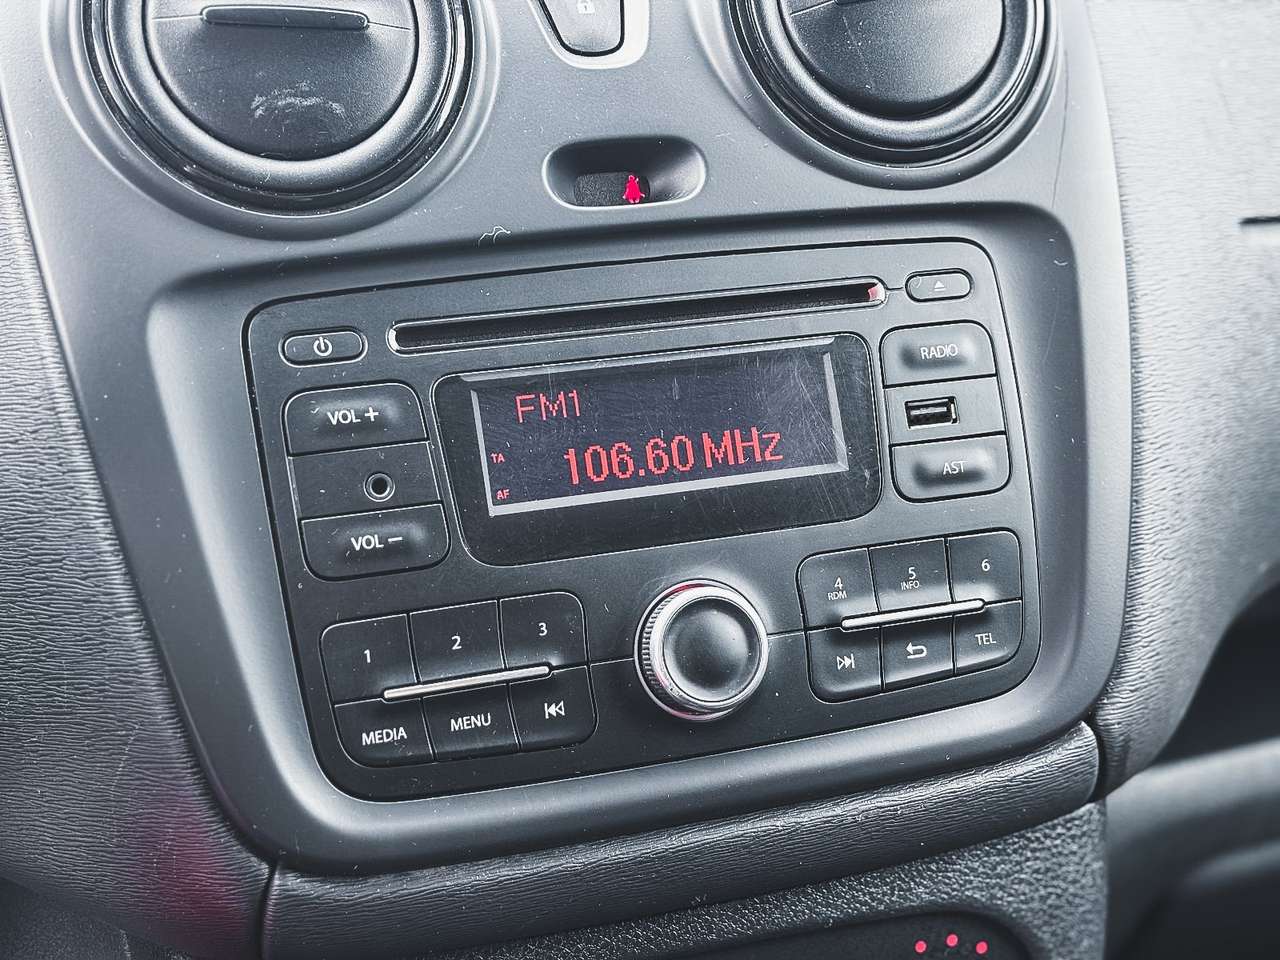 RADIO
VOL +
FM1
TA
106.60 MHz
AF
AST
VOL −
1
2
3
4
RDM
5
INFO
6
MEDIA
MENU
TEL